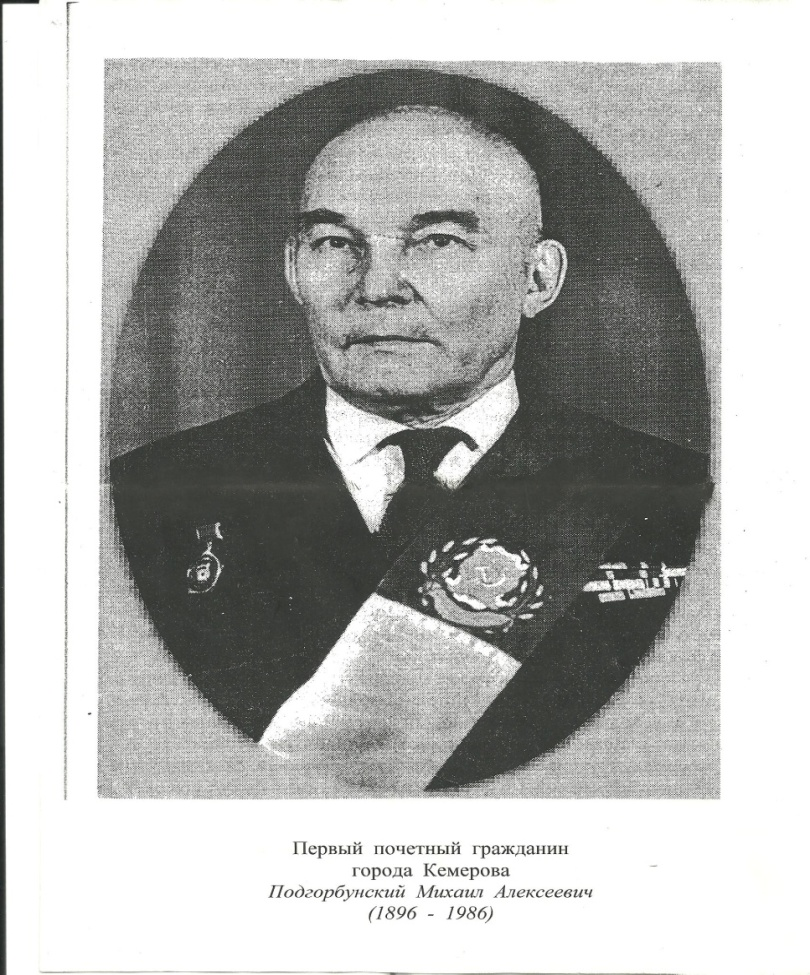 Первый почетный гражданин
города Кемерова
Подгорбунский Михаил Алексеевич
(1896 - 1986)